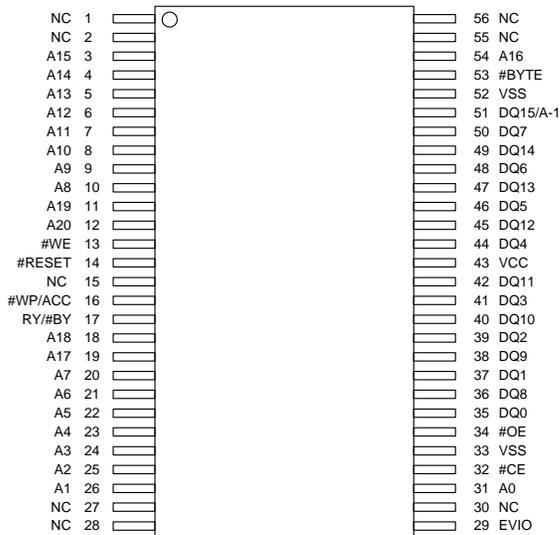 NC 1 56 NC
NC 2 55 NC
A15 3 54 A16
A14 4 53 #BYTE
A13 5 52 VSS
A12 6 51 DQ15/A-1
A11 7 50 DQ7
A10 8 49 DQ14
A9 9 48 DQ6
A8 10 47 DQ13
A19 11 46 DQ5
A20 12 45 DQ12
#WE 13 44 DQ4
#RESET 14 43 VCC
NC 15 42 DQ11
#WP/ACC 16 41 DQ3
RY/#BY 17 40 DQ10
A18 18 39 DQ2
A17 19 38 DQ9
A7 20 37 DQ1
A6 21 36 DQ8
A5 22 35 DQ0
A4 23 34 #OE
A3 24 33 VSS
A2 25 32 #CE
A1 26 31 A0
NC 27 30 NC
NC 28 29 EVIO